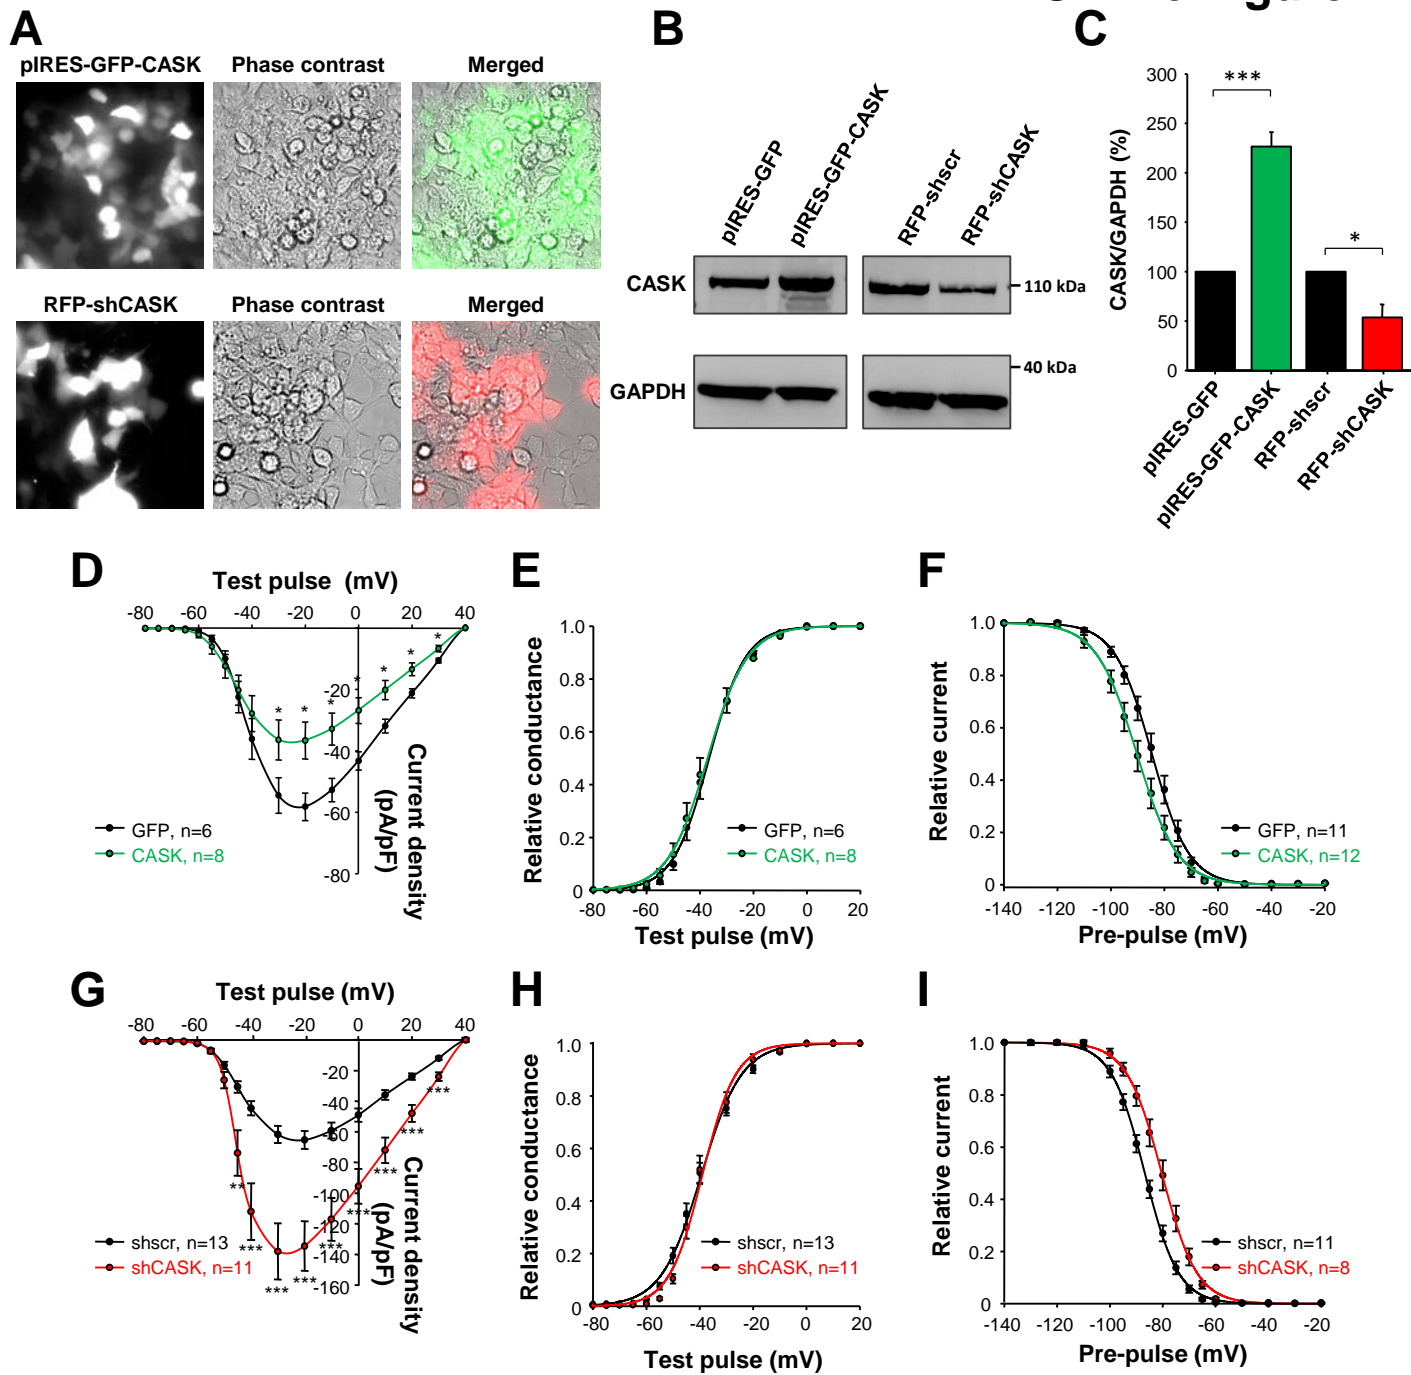 A
pIRES-GFP-CASK Phase contrast Merged
RFP-shCASK Phase contrast Merged
B
pIRES-GFP pIRES-GFP-CASK RFP-shscr RFP-shCASK
CASK 110 kDa
40 kDa
GAPDH
C
CASK/GAPDH (%)
300
250
200
150
100
50
0
***
*
pIRES-GFP pIRES-GFP-CASK RFP-shscr RFP-shCASK
D
Test pulse (mV)
-80 -60 -40 -20 0 20 40
-20
-40
-60
-80
Current density
(pA/pF)
* * * * * * *
GFP, n=6
CASK, n=8
E
Relative conductance
1.0
0.8
0.6
0.4
0.2
0
-80 -60 -40 -20 0 20
Test pulse (mV)
GFP, n=6
CASK, n=8
F
Relative current
1.0
0.8
0.6
0.4
0.2
0
-140 -120 -100 -80 -60 -40 -20
Pre-pulse (mV)
GFP, n=11
CASK, n=12
G
Test pulse (mV)
-80 -60 -40 -20 0 20 40
-20
-40
-60
-80
-100
-120
-140
-160
Current density
(pA/pF)
** *** *** *** *** *** *** *** ***
shscr, n=13
shCASK, n=11
H
Relative conductance
1.0
0.8
0.6
0.4
0.2
0
-80 -60 -40 -20 0 20
Test pulse (mV)
shscr, n=13
shCASK, n=11
I
Relative current
1.0
0.8
0.6
0.4
0.2
0
-140 -120 -100 -80 -60 -40 -20
Pre-pulse (mV)
shscr, n=11
shCASK, n=8